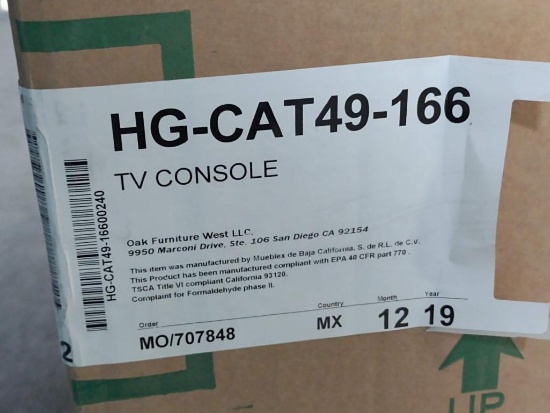 HG-CAT49-166
TV CONSOLE
HG-CAT49-16600240
Oak Furniture West LLC.
9950 Marconi Drive, Ste. 106 San Diego CA 92154
This item was manufactured by Mueblex de Baja California, S. de R.L. de C.V.
This Product has been manufactured compliant with EPA 40 CFR part 770.
TSCA Title VI compliant California 93120.
Complaint for Formaldehyde phase II.
Order Country Month Year
MO/707848 MX 12 19
2
UP